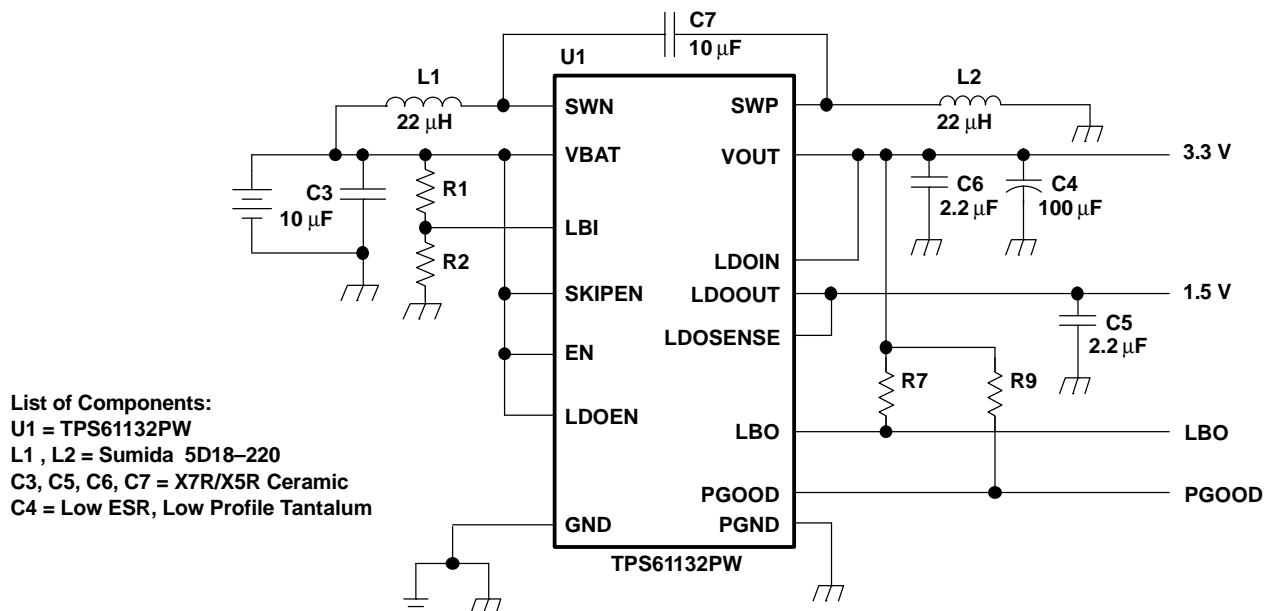 C7
10 μF
U1
L1
22 μH
L2
22 μH
SWN
SWP
VBAT
VOUT
3.3 V
C3
10 μF
R1
C6
2.2 μF
C4
100 μF
LBI
R2
LDOIN
SKIPEN
LDOOUT
1.5 V
LDOSENSE
C5
2.2 μF
EN
R7
R9
LDOEN
LBO
LBO
PGOOD
PGOOD
GND
PGND
TPS61132PW
List of Components:
U1 = TPS61132PW
L1 , L2 = Sumida 5D18–220
C3, C5, C6, C7 = X7R/X5R Ceramic
C4 = Low ESR, Low Profile Tantalum